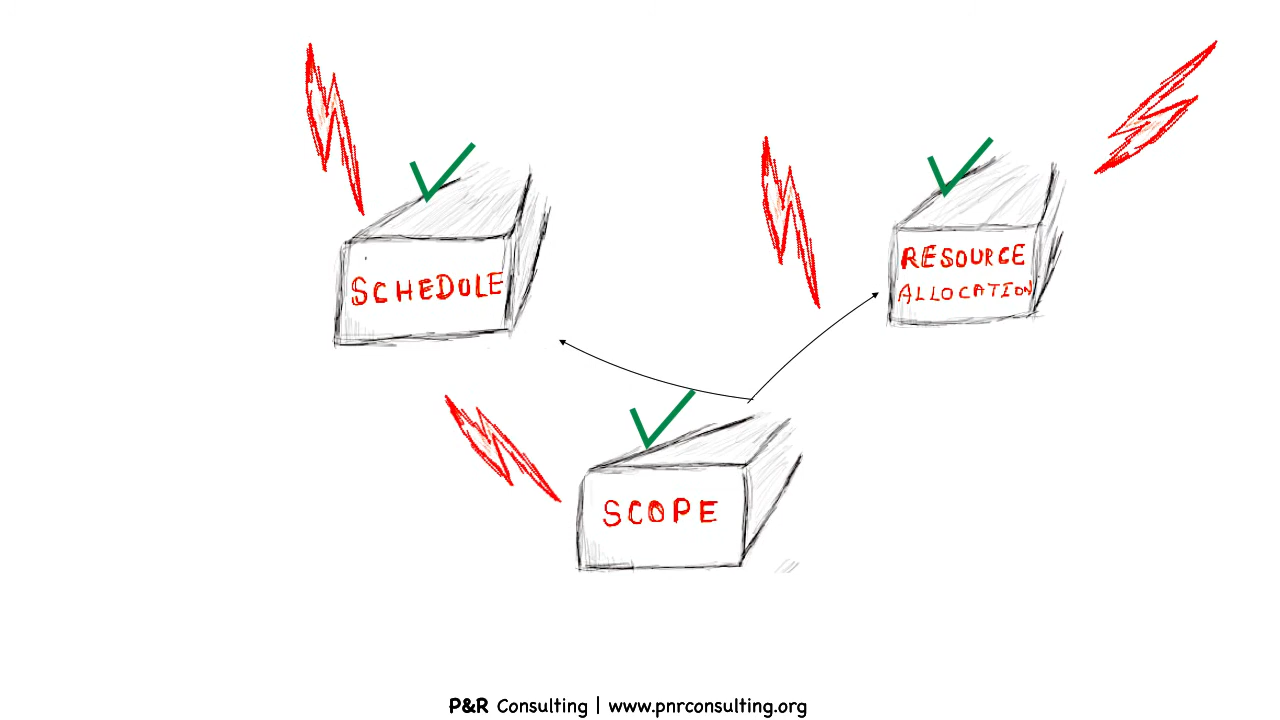 SCHEDULE
RESOURCE
ALLOCATION
SCOPE
P&R Consulting | www.pnrconsulting.org